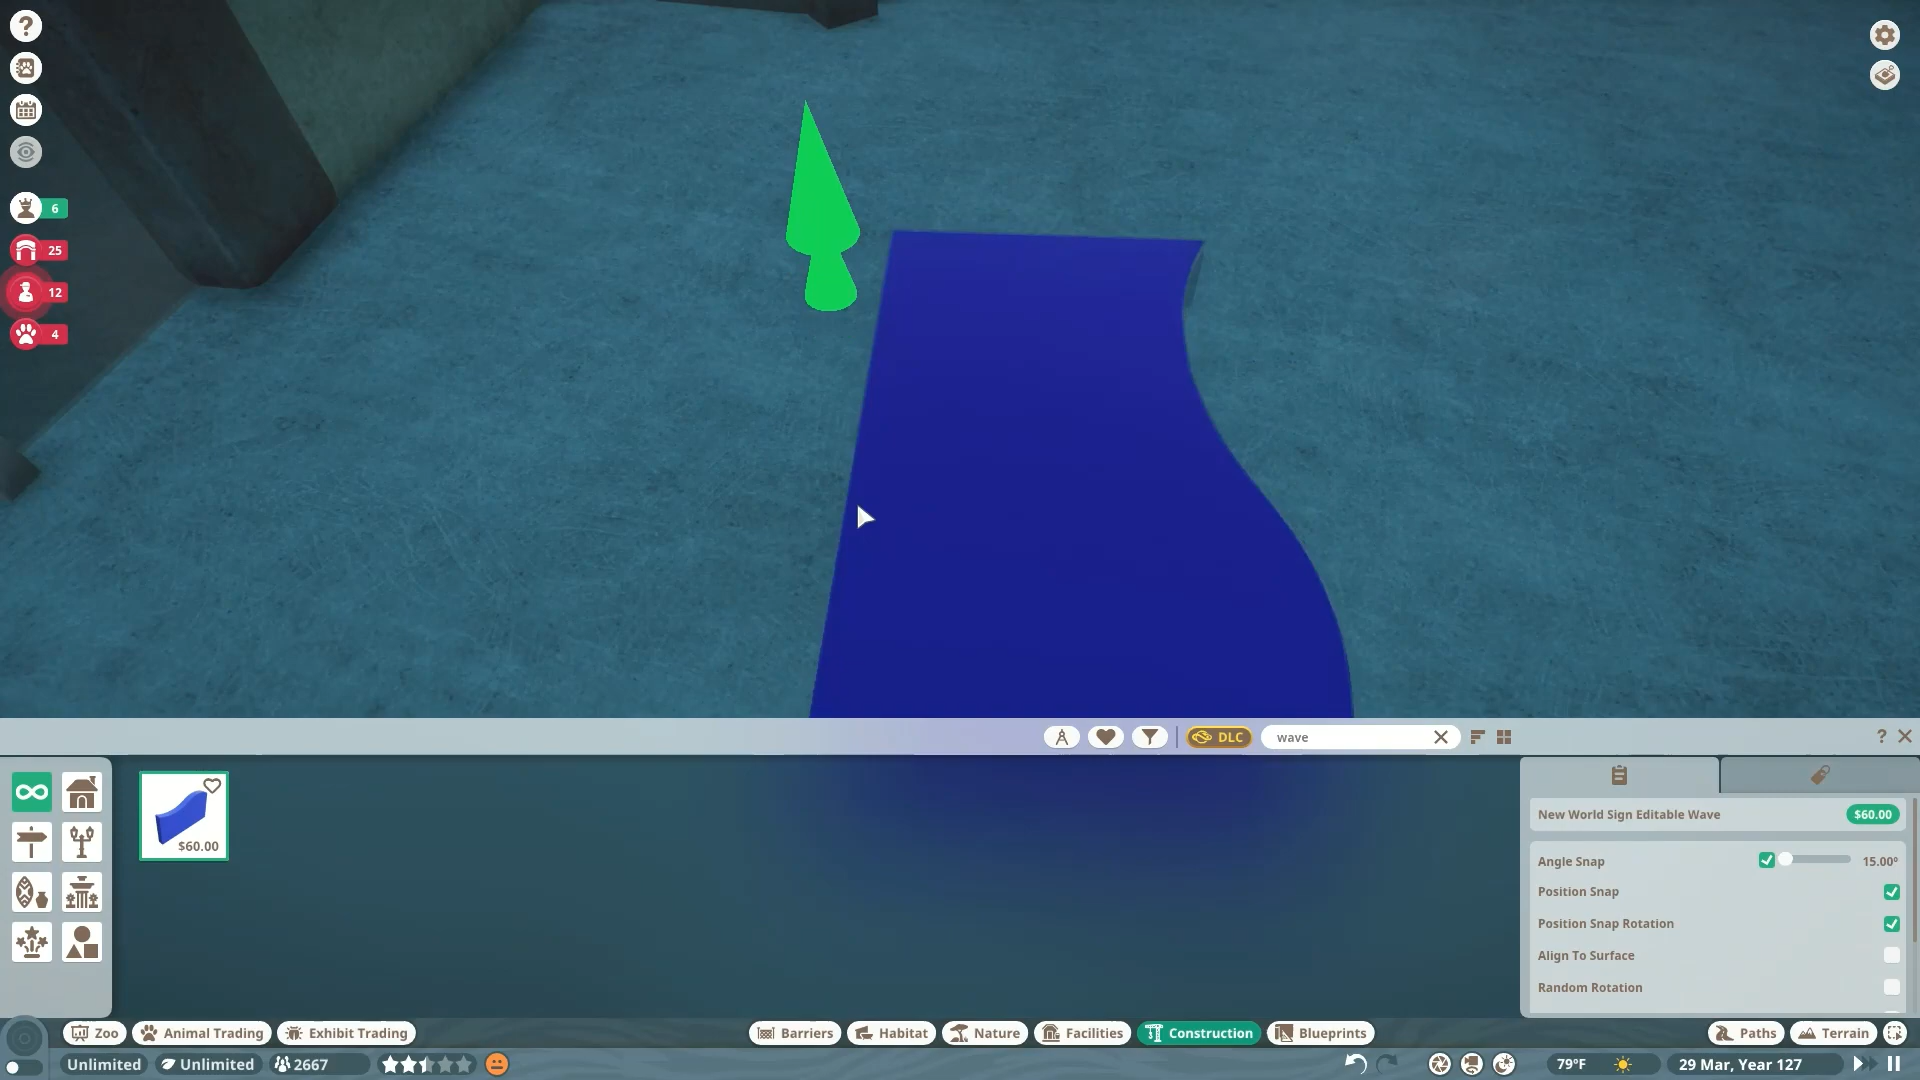 ?
6
25
12
4
DLC
wave
?
$60.00
New World Sign Editable Wave
$60.00
Angle Snap
15.00°
Position Snap
Position Snap Rotation
Align To Surface
Random Rotation
Zoo
Animal Trading
Exhibit Trading
Barriers
Habitat
Nature
Facilities
Construction
Blueprints
Paths
Terrain
Unlimited
Unlimited
2667
79°F
29 Mar, Year 127